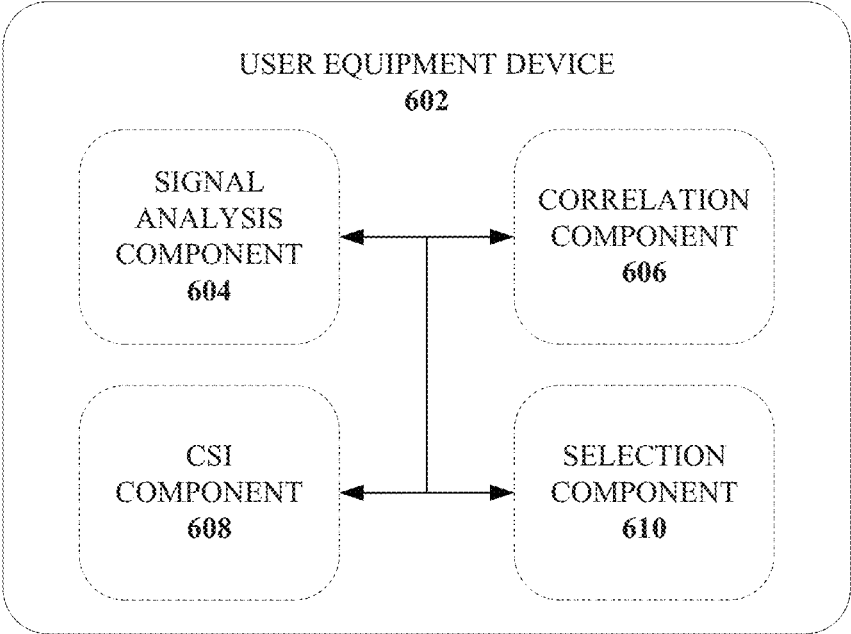 USER EQUIPMENT DEVICE
602
SIGNAL
ANALYSIS
COMPONENT
604
CORRELATION
COMPONENT
606
CSI
COMPONENT
608
SELECTION
COMPONENT
610